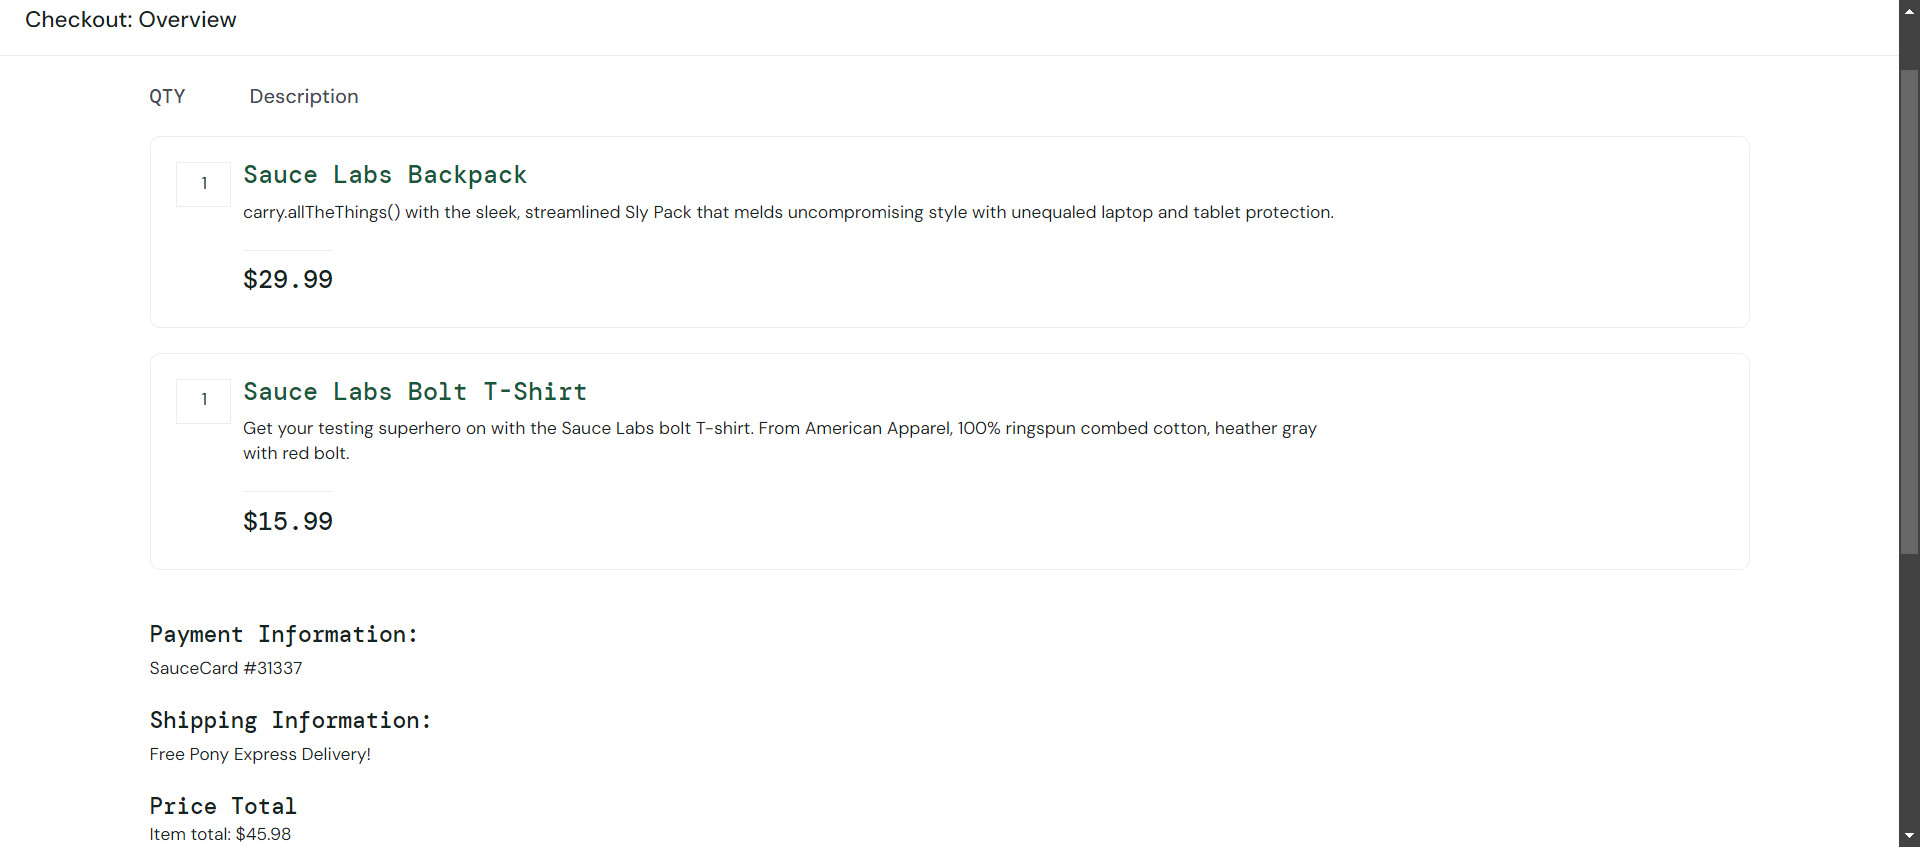 Checkout: Overview
QTY Description
1 Sauce Labs Backpack
carry.allTheThings() with the sleek, streamlined Sly Pack that melds uncompromising style with unequaled laptop and tablet protection.
$29.99
1 Sauce Labs Bolt T-Shirt
Get your testing superhero on with the Sauce Labs bolt T-shirt. From American Apparel, 100% ringspun combed cotton, heather gray
with red bolt.
$15.99
Payment Information:
SauceCard #31337
Shipping Information:
Free Pony Express Delivery!
Price Total
Item total: $45.98